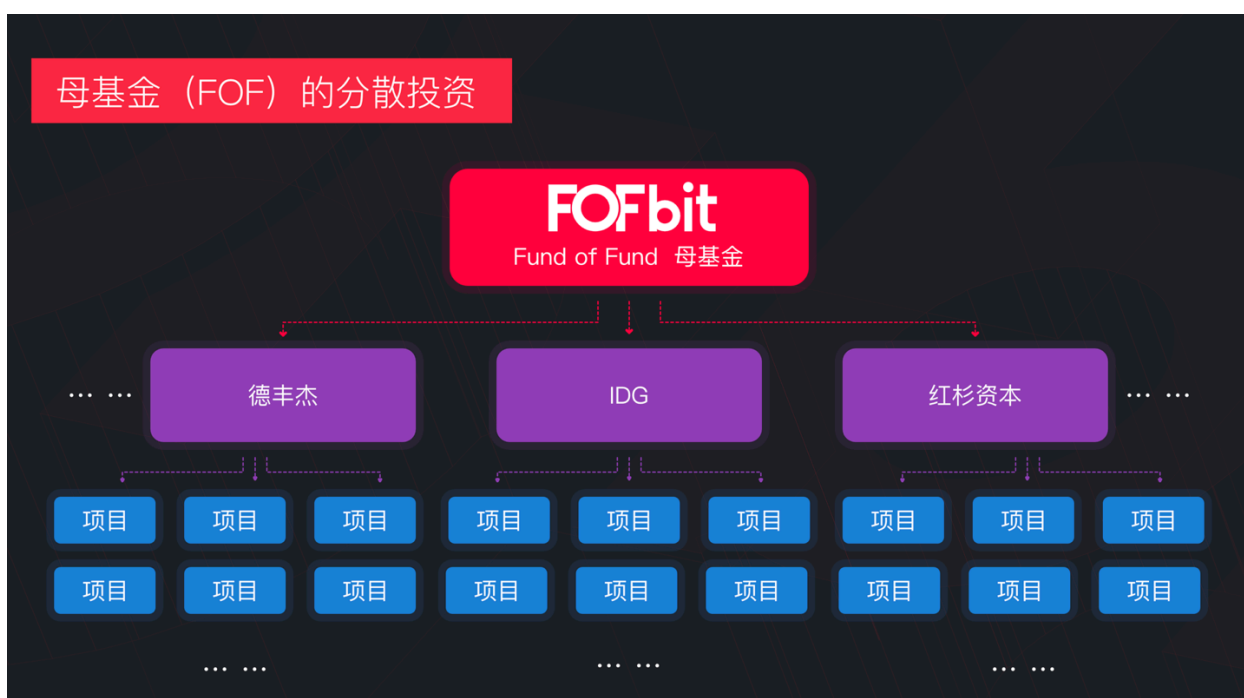 母基金（FOF）的分散投资
FOFbit
Fund of Fund 母基金
… … 德丰杰 IDG 红杉资本 … …
项目 项目 项目 项目 项目 项目 项目 项目 项目
项目 项目 项目 项目 项目 项目 项目 项目 项目
… … … … … …